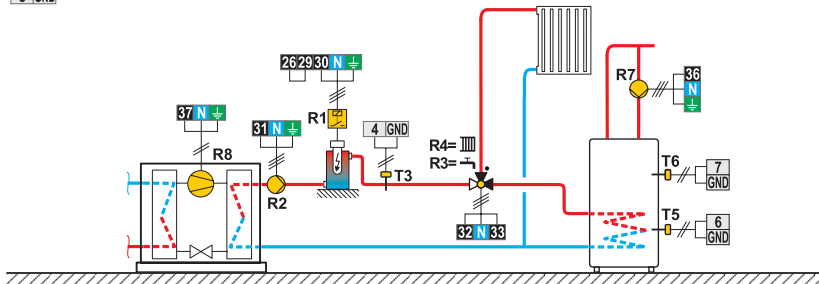 GND
26 29 30 N
37 N
31 N
R1
4 GND
R4=
R3=
R7
36
N
R8
R2
T3
T6
7
GND
T5
6
GND
32 N 33